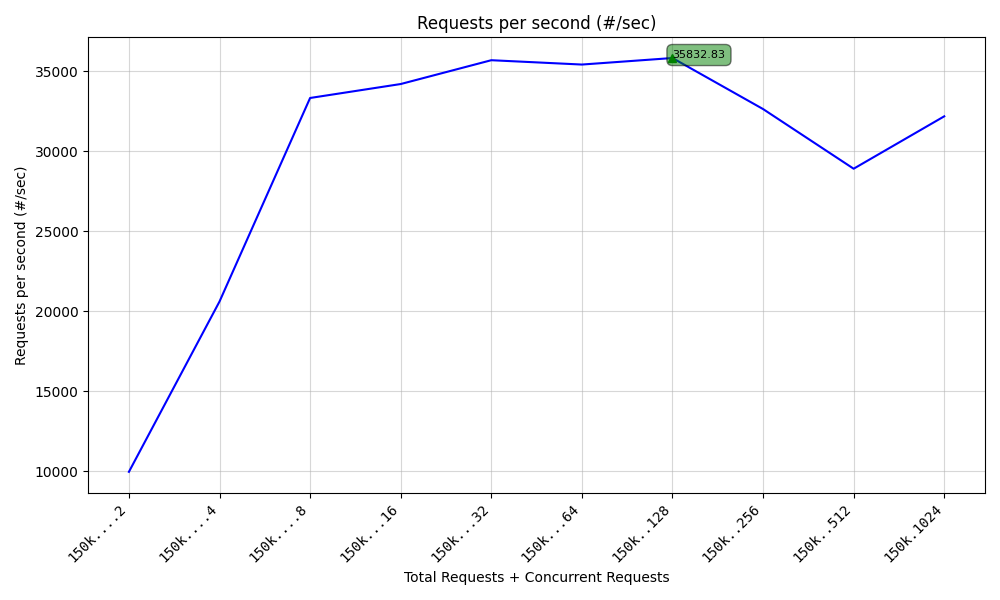 Requests per second (#/sec)
35832.83
35000
30000
25000
20000
15000
10000
Requests per second (#/sec)
150k....2
150k....4
150k....8
150k...16
150k...32
150k...64
150k..128
150k..256
150k..512
150k.1024
Total Requests + Concurrent Requests